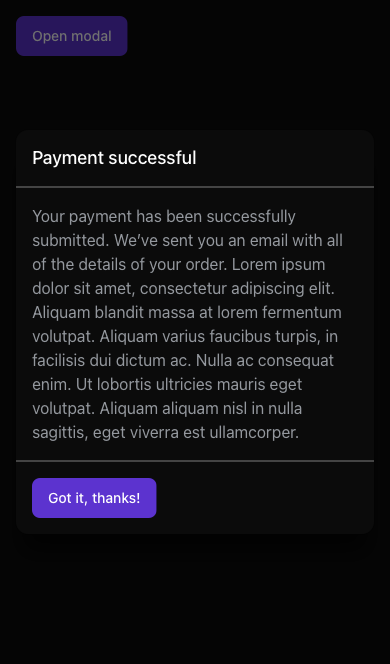 Open modal
Payment successful
Your payment has been successfully
submitted. We’ve sent you an email with all
of the details of your order. Lorem ipsum
dolor sit amet, consectetur adipiscing elit.
Aliquam blandit massa at lorem fermentum
volutpat. Aliquam varius faucibus turpis, in
facilisis dui dictum ac. Nulla ac consequat
enim. Ut lobortis ultricies mauris eget
volutpat. Aliquam aliquam nisl in nulla
sagittis, eget viverra est ullamcorper.
Got it, thanks!